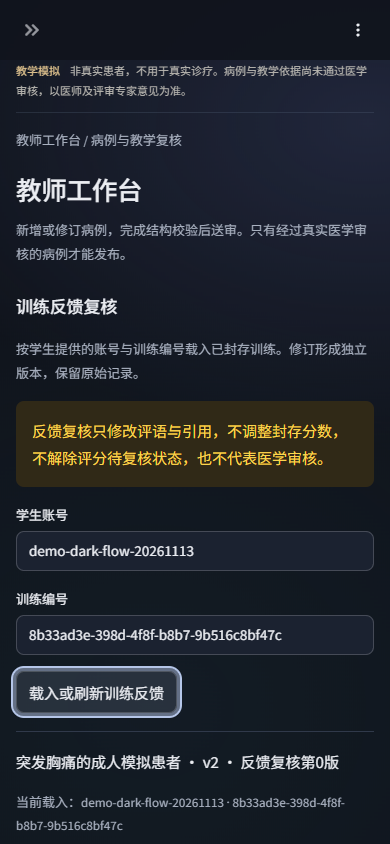 教学模拟 非真实患者，不用于真实诊疗。病例与教学依据尚未通过医学
审核，以医师及评审专家意见为准。
教师工作台 / 病例与教学复核
教师工作台
新增或修订病例，完成结构校验后送审。只有经过真实医学审
核的病例才能发布。
训练反馈复核
按学生提供的账号与训练编号载入已封存训练。修订形成独立
版本，保留原始记录。
反馈复核只修改评语与引用，不调整封存分数，
不解除评分待复核状态，也不代表医学审核。
学生账号
demo-dark-flow-20261113
训练编号
8b33ad3e-398d-4f8f-b8b7-9b516c8bf47c
载入或刷新训练反馈
突发胸痛的成人模拟患者 · v2 · 反馈复核第0版
当前载入：demo-dark-flow-20261113 · 8b33ad3e-398d-4f8f-
b8b7-9b516c8bf47c